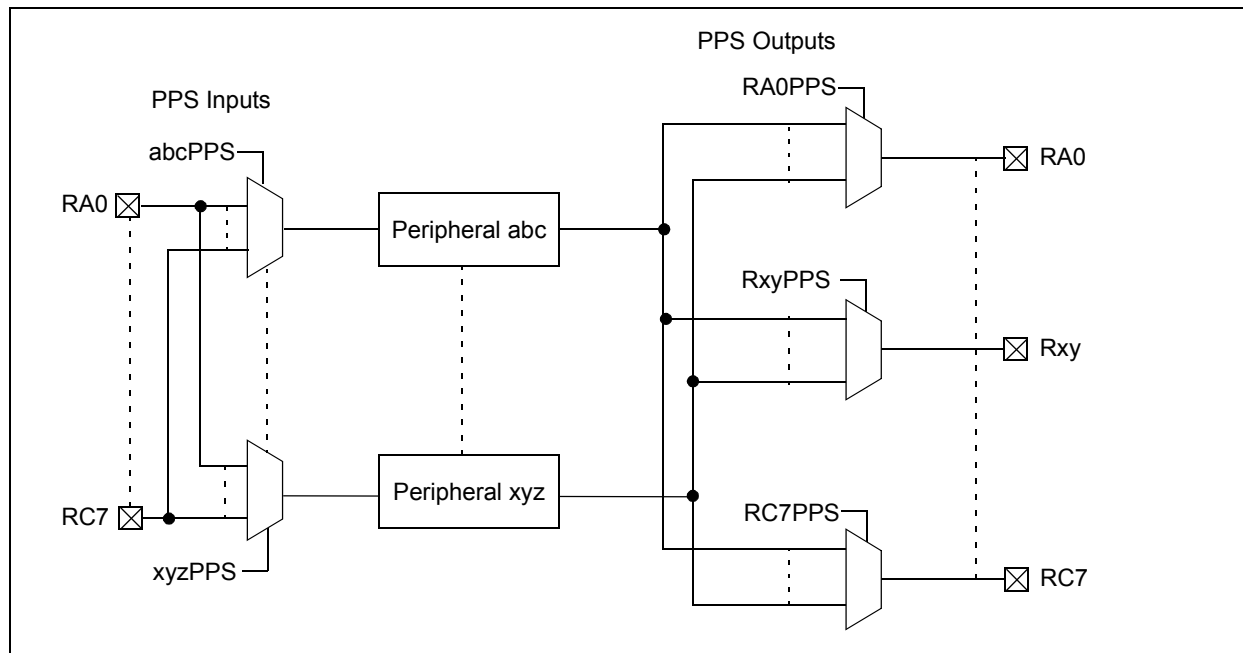 PPS Outputs
RA0PPS
PPS Inputs
abcPPS
RA0
Peripheral abc
RA0
RxyPPS
Rxy
RC7
Peripheral xyz
RC7PPS
xyzPPS
RC7